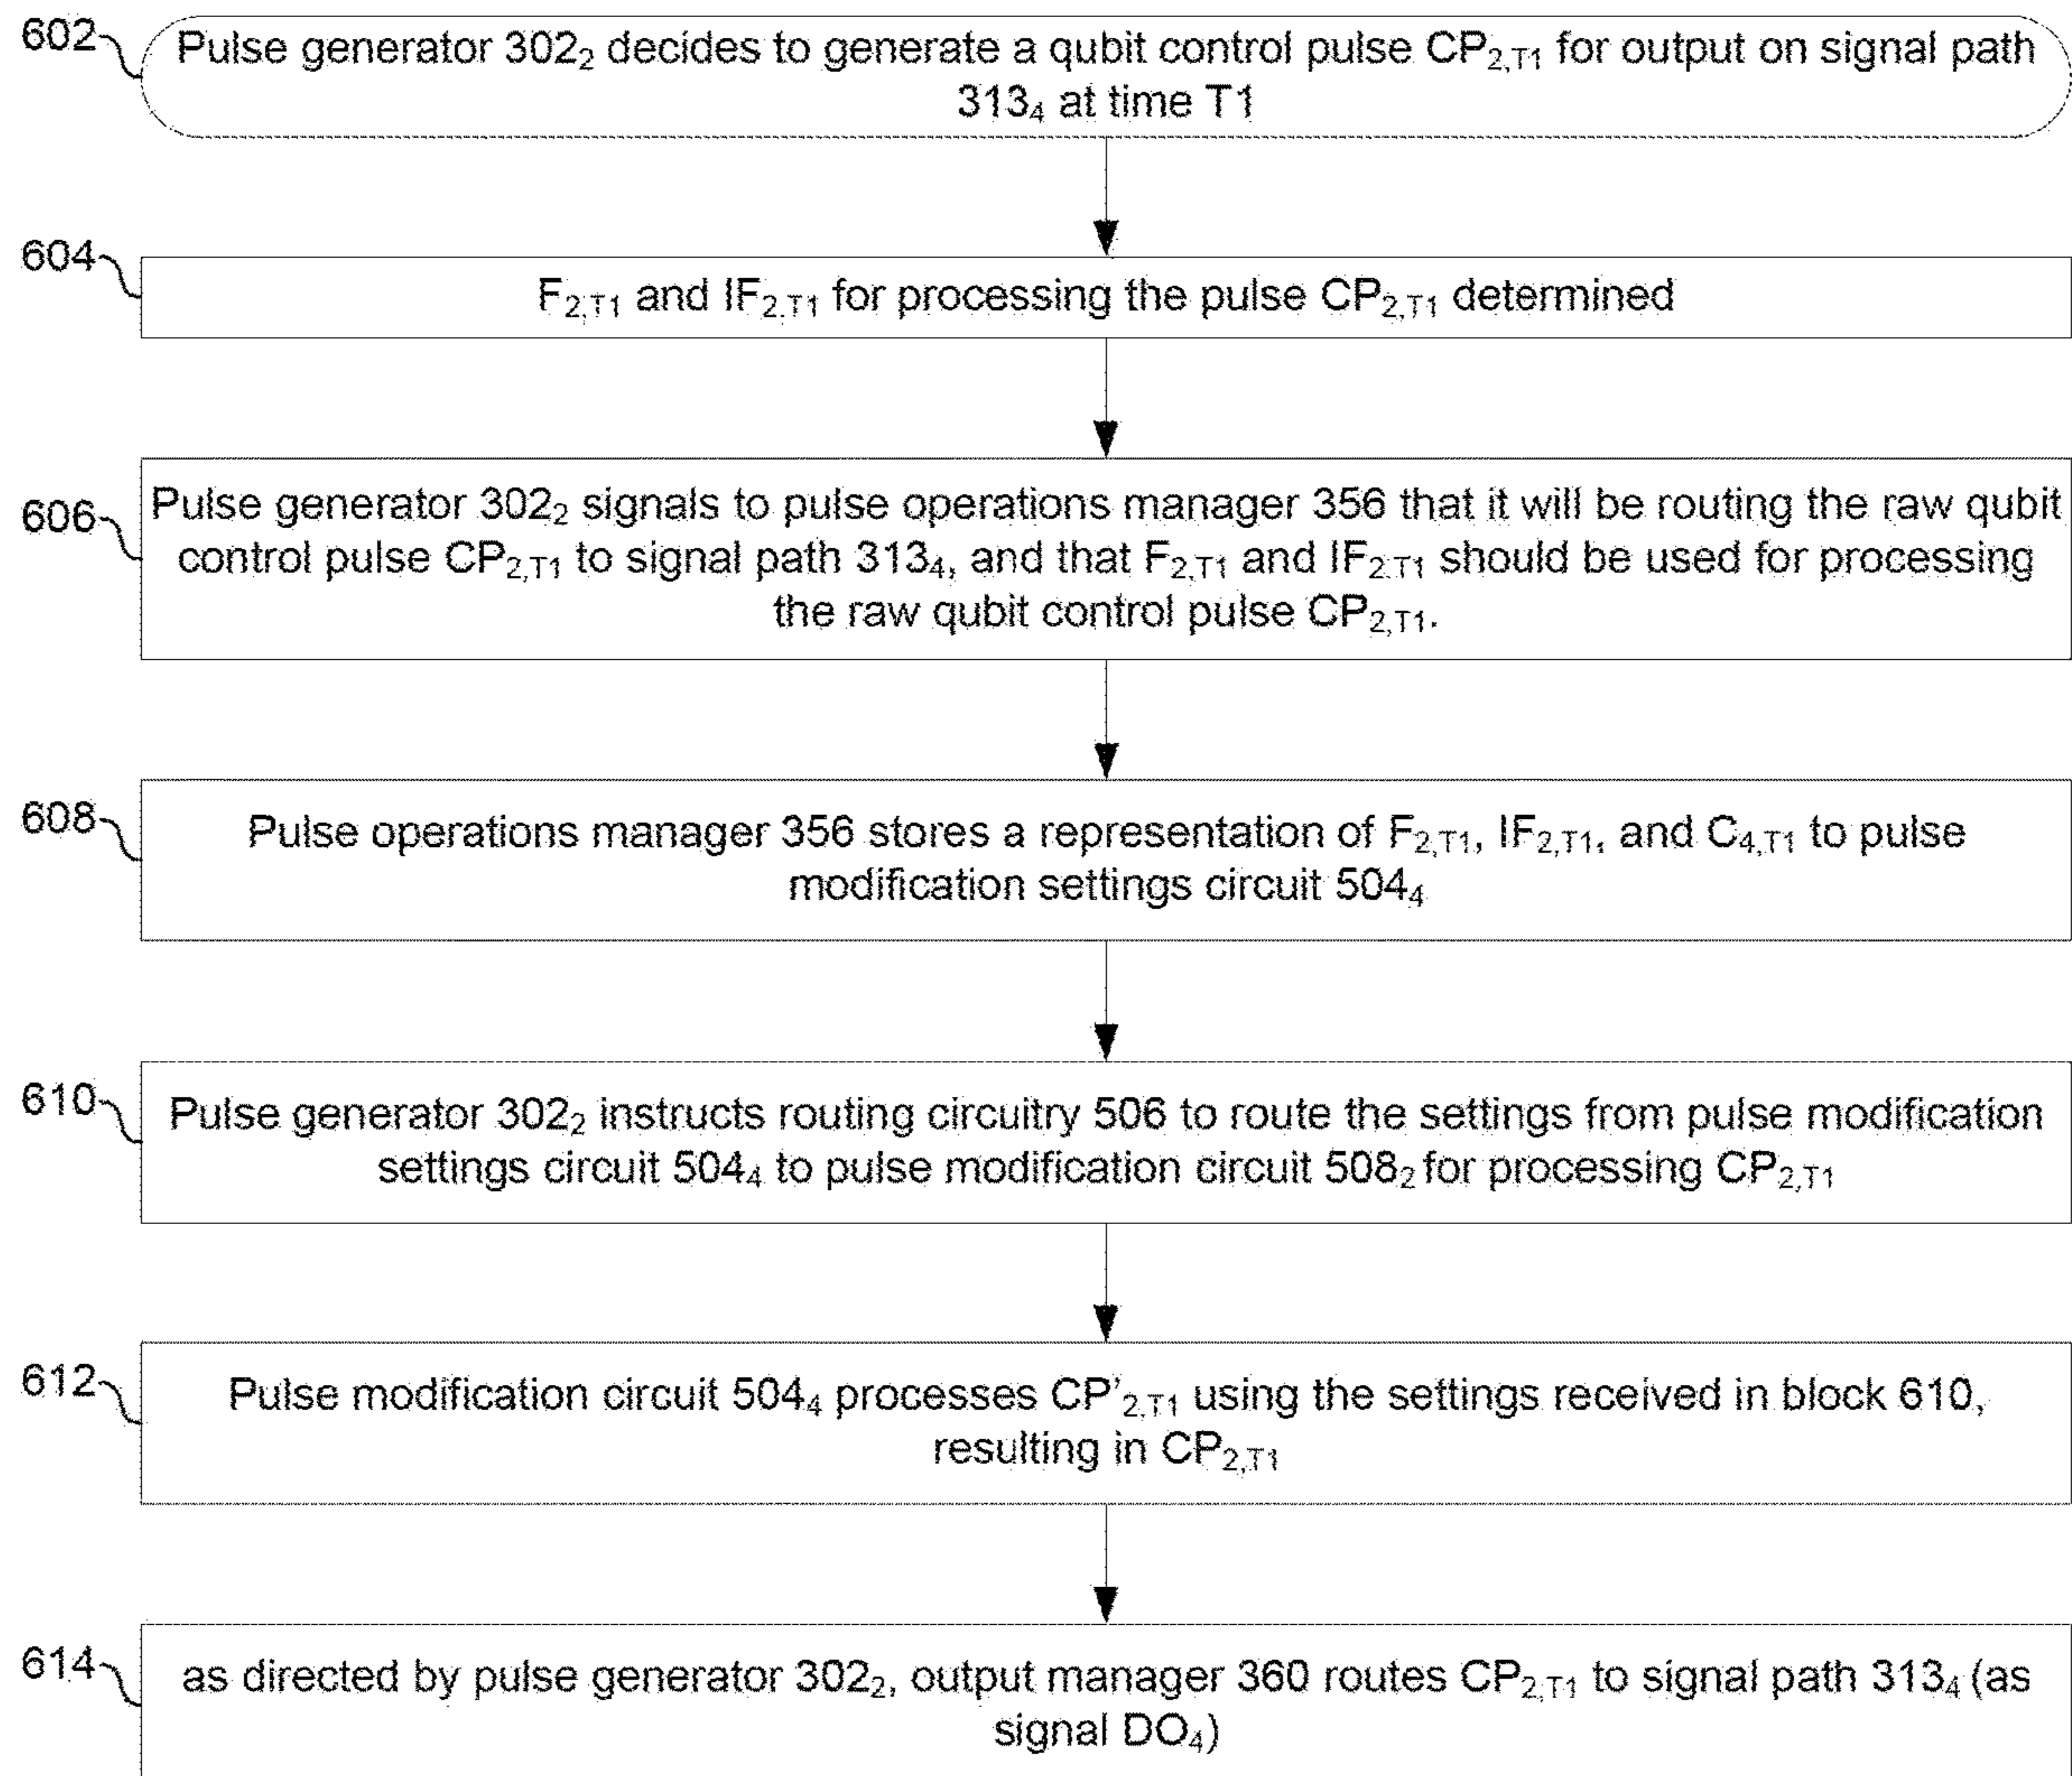 602
Pulse generator 302₂ decides to generate a qubit control pulse CP₂,T1 for output on signal path
313₄ at time T1
604
F₂,T1 and IF₂,T1 for processing the pulse CP₂,T1 determined
606
Pulse generator 302₂ signals to pulse operations manager 356 that it will be routing the raw qubit
control pulse CP₂,T1 to signal path 313₄, and that F₂,T1 and IF₂,T1 should be used for processing
the raw qubit control pulse CP₂,T1.
608
Pulse operations manager 356 stores a representation of F₂,T1, IF₂,T1, and C₄,T1 to pulse
modification settings circuit 504₄
610
Pulse generator 302₂ instructs routing circuitry 506 to route the settings from pulse modification
settings circuit 504₄ to pulse modification circuit 508₂ for processing CP₂,T1
612
Pulse modification circuit 504₄ processes CP'₂,T1 using the settings received in block 610,
resulting in CP₂,T1
614
as directed by pulse generator 302₂, output manager 360 routes CP₂,T1 to signal path 313₄ (as
signal DO₄)